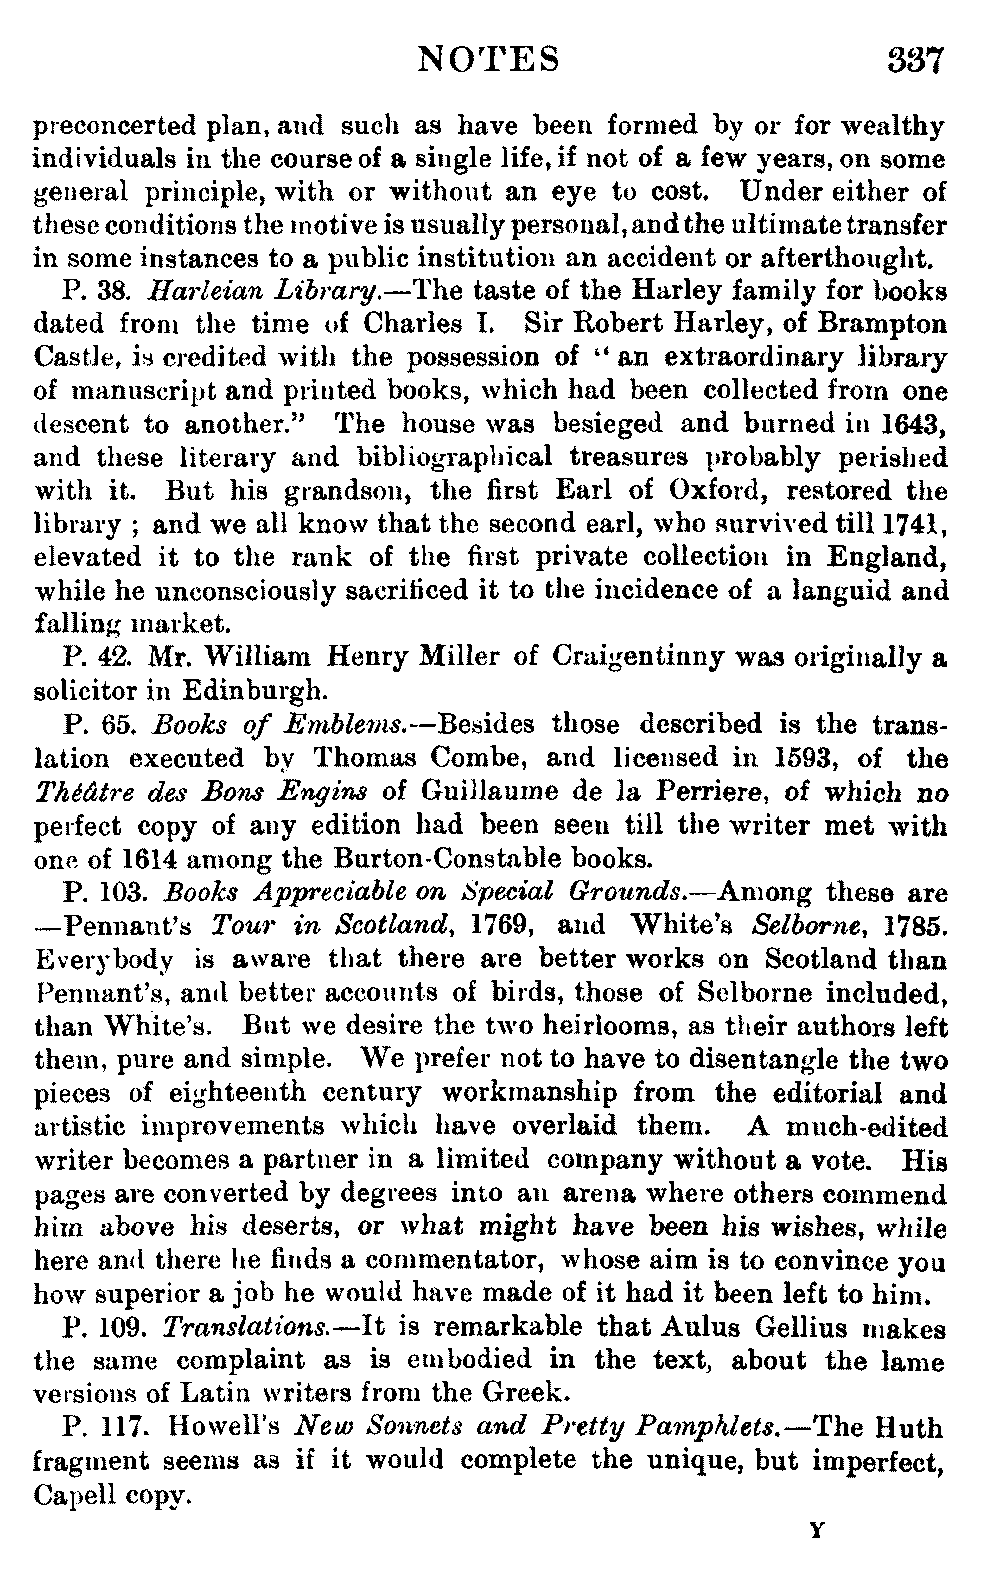 NOTES 337
preconcerted plan, and such as have been formed by or for wealthy
individuals in the course of a single life, if not of a few years, on some
general principle, with or without an eye to cost. Under either of
these conditions the motive is usually personal, and the ultimate transfer
in some instances to a public institution an accident or afterthought.
P. 38. Harleian Library.—The taste of the Harley family for books
dated from the time of Charles I. Sir Robert Harley, of Brampton
Castle, is credited with the possession of “an extraordinary library
of manuscript and printed books, which had been collected from one
descent to another.” The house was besieged and burned in 1643,
and these literary and bibliographical treasures probably perished
with it. But his grandson, the first Earl of Oxford, restored the
library ; and we all know that the second earl, who survived till 1741,
elevated it to the rank of the first private collection in England,
while he unconsciously sacrificed it to the incidence of a languid and
falling market.
P. 42. Mr. William Henry Miller of Craigentinny was originally a
solicitor in Edinburgh.
P. 65. Books of Emblems.—Besides those described is the trans-
lation executed by Thomas Combe, and licensed in 1593, of the
Théâtre des Bons Engins of Guillaume de la Perriere, of which no
perfect copy of any edition had been seen till the writer met with
one of 1614 among the Burton-Constable books.
P. 103. Books Appreciable on Special Grounds.—Among these are
—Pennant’s Tour in Scotland, 1769, and White’s Selborne, 1785.
Everybody is aware that there are better works on Scotland than
Pennant’s, and better accounts of birds, those of Selborne included,
than White’s. But we desire the two heirlooms, as their authors left
them, pure and simple. We prefer not to have to disentangle the two
pieces of eighteenth century workmanship from the editorial and
artistic improvements which have overlaid them. A much-edited
writer becomes a partner in a limited company without a vote. His
pages are converted by degrees into an arena where others commend
him above his deserts, or what might have been his wishes, while
here and there he finds a commentator, whose aim is to convince you
how superior a job he would have made of it had it been left to him.
P. 109. Translations.—It is remarkable that Aulus Gellius makes
the same complaint as is embodied in the text, about the lame
versions of Latin writers from the Greek.
P. 117. Howell’s New Sonnets and Pretty Pamphlets.—The Huth
fragment seems as if it would complete the unique, but imperfect,
Capell copy.
Y